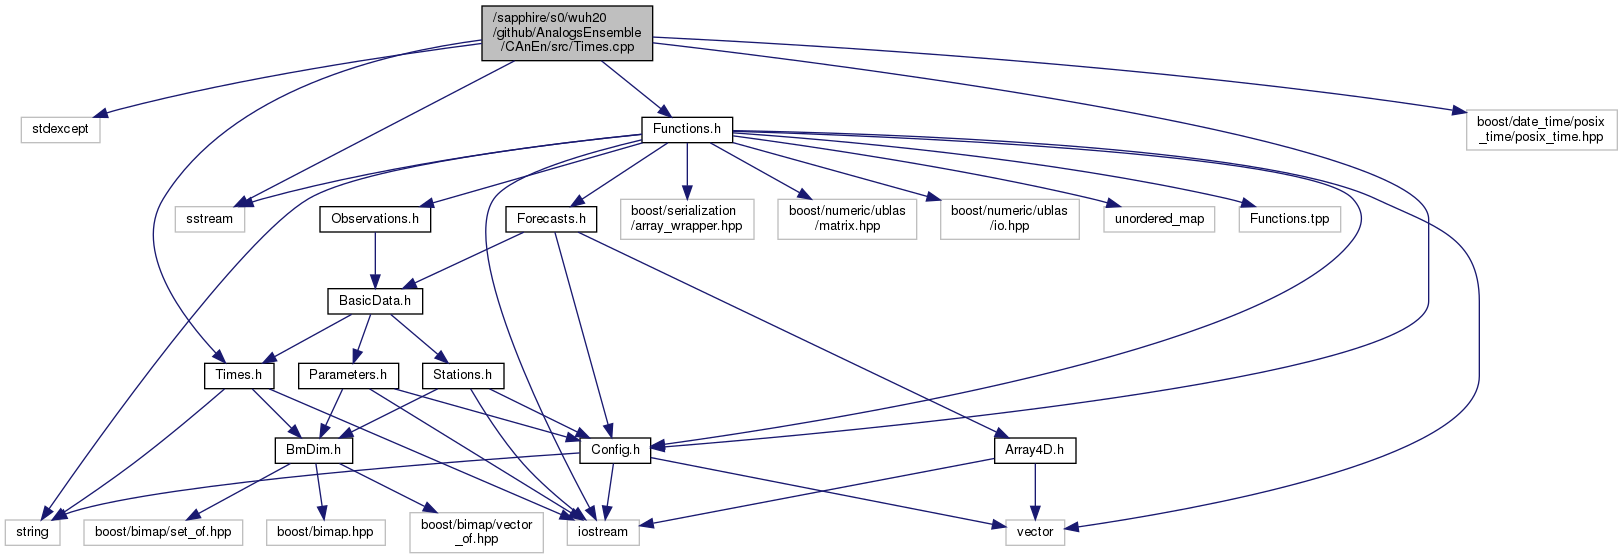 /sapphire/s0/wuh20
/github/AnalogsEnsemble
/CAnEn/src/Times.cpp
stdexcept
Functions.h
boost/date_time/posix
_time/posix_time.hpp
sstream
Observations.h
Forecasts.h
boost/serialization
/array_wrapper.hpp
boost/numeric/ublas
/matrix.hpp
boost/numeric/ublas
/io.hpp
unordered_map
Functions.tpp
BasicData.h
Times.h
Parameters.h
Stations.h
BmDim.h
Config.h
Array4D.h
string
boost/bimap/set_of.hpp
boost/bimap.hpp
boost/bimap/vector
_of.hpp
iostream
vector